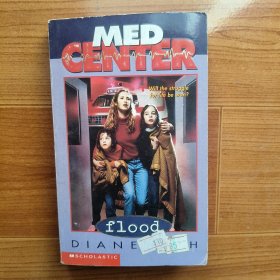 MED
CENTER
Will the struggle
flood
DIANE H
SCHOLASTIC